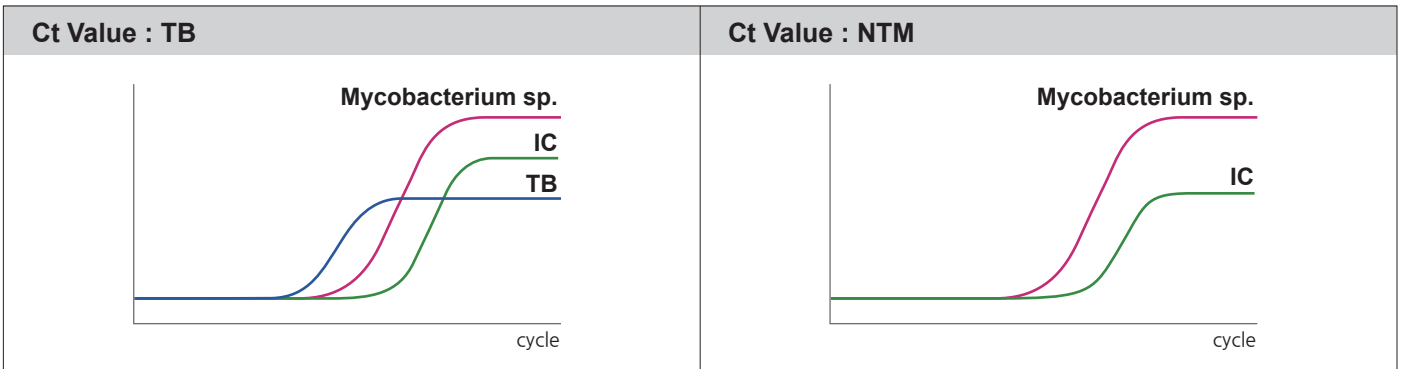 Ct Value : TB
Mycobacterium sp.
IC
TB
cycle
Ct Value : NTM
Mycobacterium sp.
IC
cycle